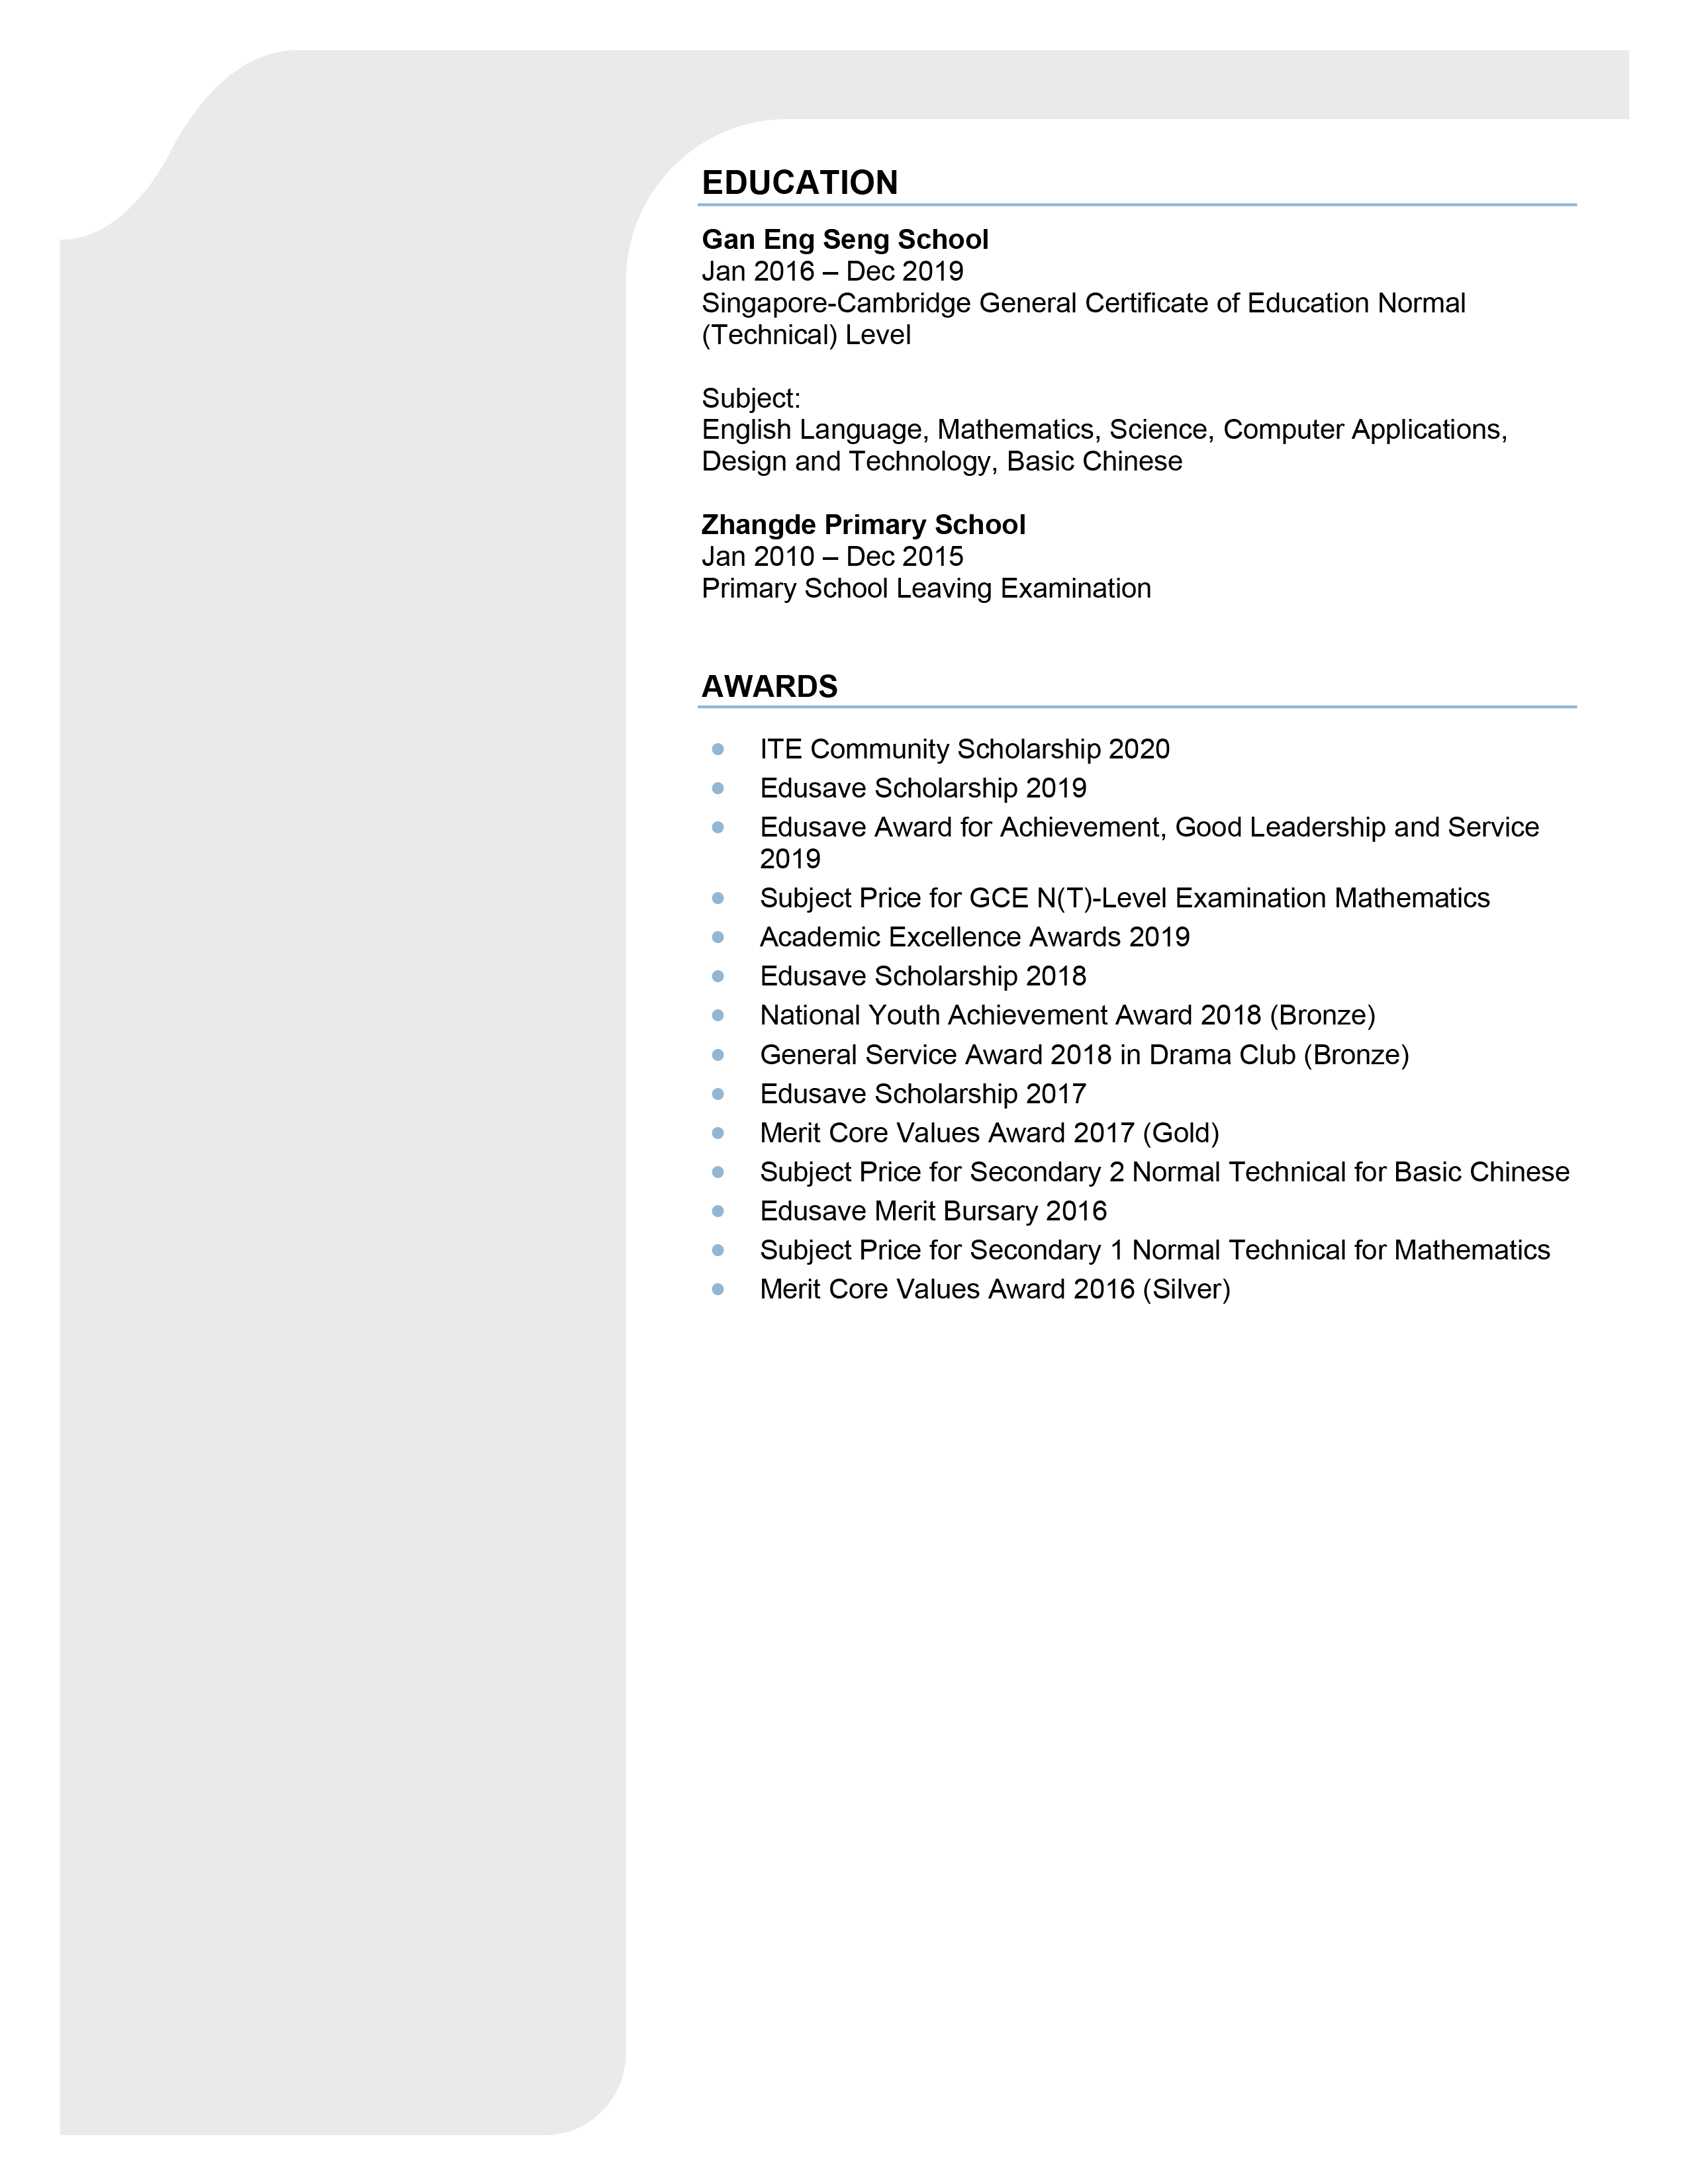 EDUCATION
Gan Eng Seng School
Jan 2016 – Dec 2019
Singapore-Cambridge General Certificate of Education Normal
(Technical) Level
Subject:
English Language, Mathematics, Science, Computer Applications,
Design and Technology, Basic Chinese
Zhangde Primary School
Jan 2010 – Dec 2015
Primary School Leaving Examination
AWARDS
ITE Community Scholarship 2020
Edusave Scholarship 2019
Edusave Award for Achievement, Good Leadership and Service
2019
Subject Price for GCE N(T)-Level Examination Mathematics
Academic Excellence Awards 2019
Edusave Scholarship 2018
National Youth Achievement Award 2018 (Bronze)
General Service Award 2018 in Drama Club (Bronze)
Edusave Scholarship 2017
Merit Core Values Award 2017 (Gold)
Subject Price for Secondary 2 Normal Technical for Basic Chinese
Edusave Merit Bursary 2016
Subject Price for Secondary 1 Normal Technical for Mathematics
Merit Core Values Award 2016 (Silver)